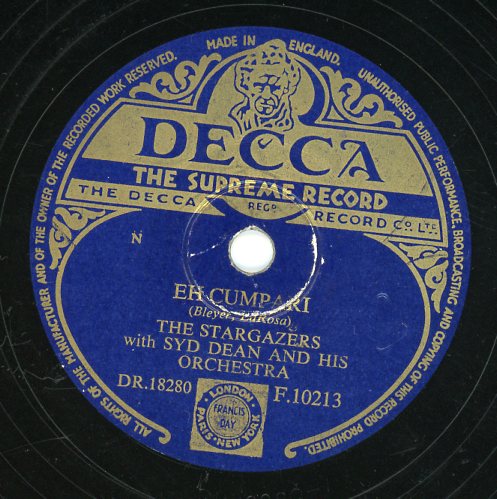 ALL RIGHTS OF THE MANUFACTURER AND OF THE OWNER OF THE RECORDED WORK RESERVED. MADE IN ENGLAND. UNAUTHORISED PUBLIC PERFORMANCE, BROADCASTING AND COPYING OF THIS RECORD PROHIBITED.
DECCA
THE SUPREME RECORD
THE DECCA REGD RECORD CO. LTD.
N
EH CUMPARI
(Bleyer, LaRosa)
THE STARGAZERS
with SYD DEAN AND HIS
ORCHESTRA
DR.18280 F.10213
LONDON
FRANCIS
DAY
PARIS·NEW YORK